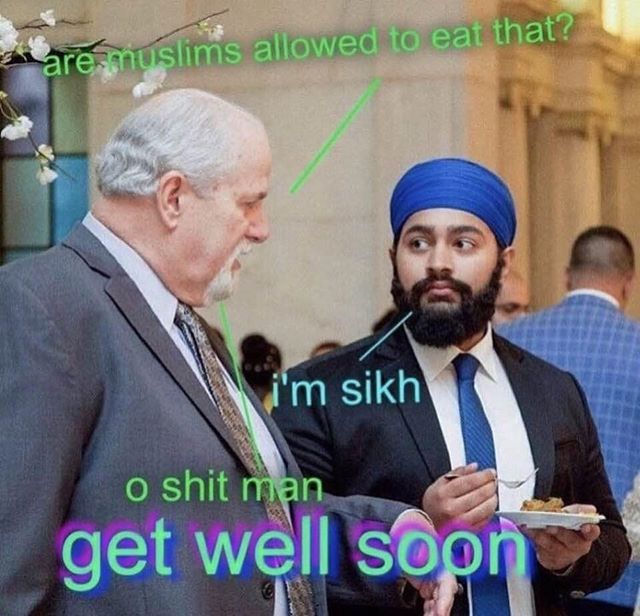 are muslims allowed to eat that?
i'm sikh
o shit man
get well soon